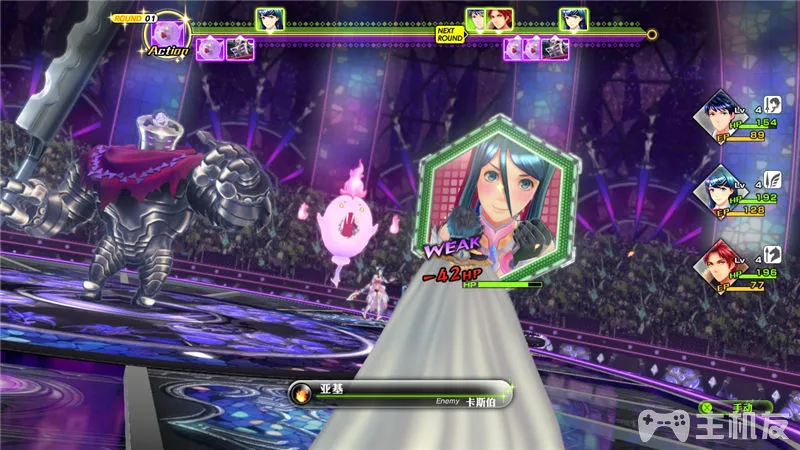 ROUND 01
Action
NEXT
ROUND
Lv 4
HP 154
EP 89
Lv 4
HP 192
EP 128
Lv 4
HP 196
EP 77
WEAK
-42HP
HP
亚基
Enemy 卡斯伯
手动
主机友